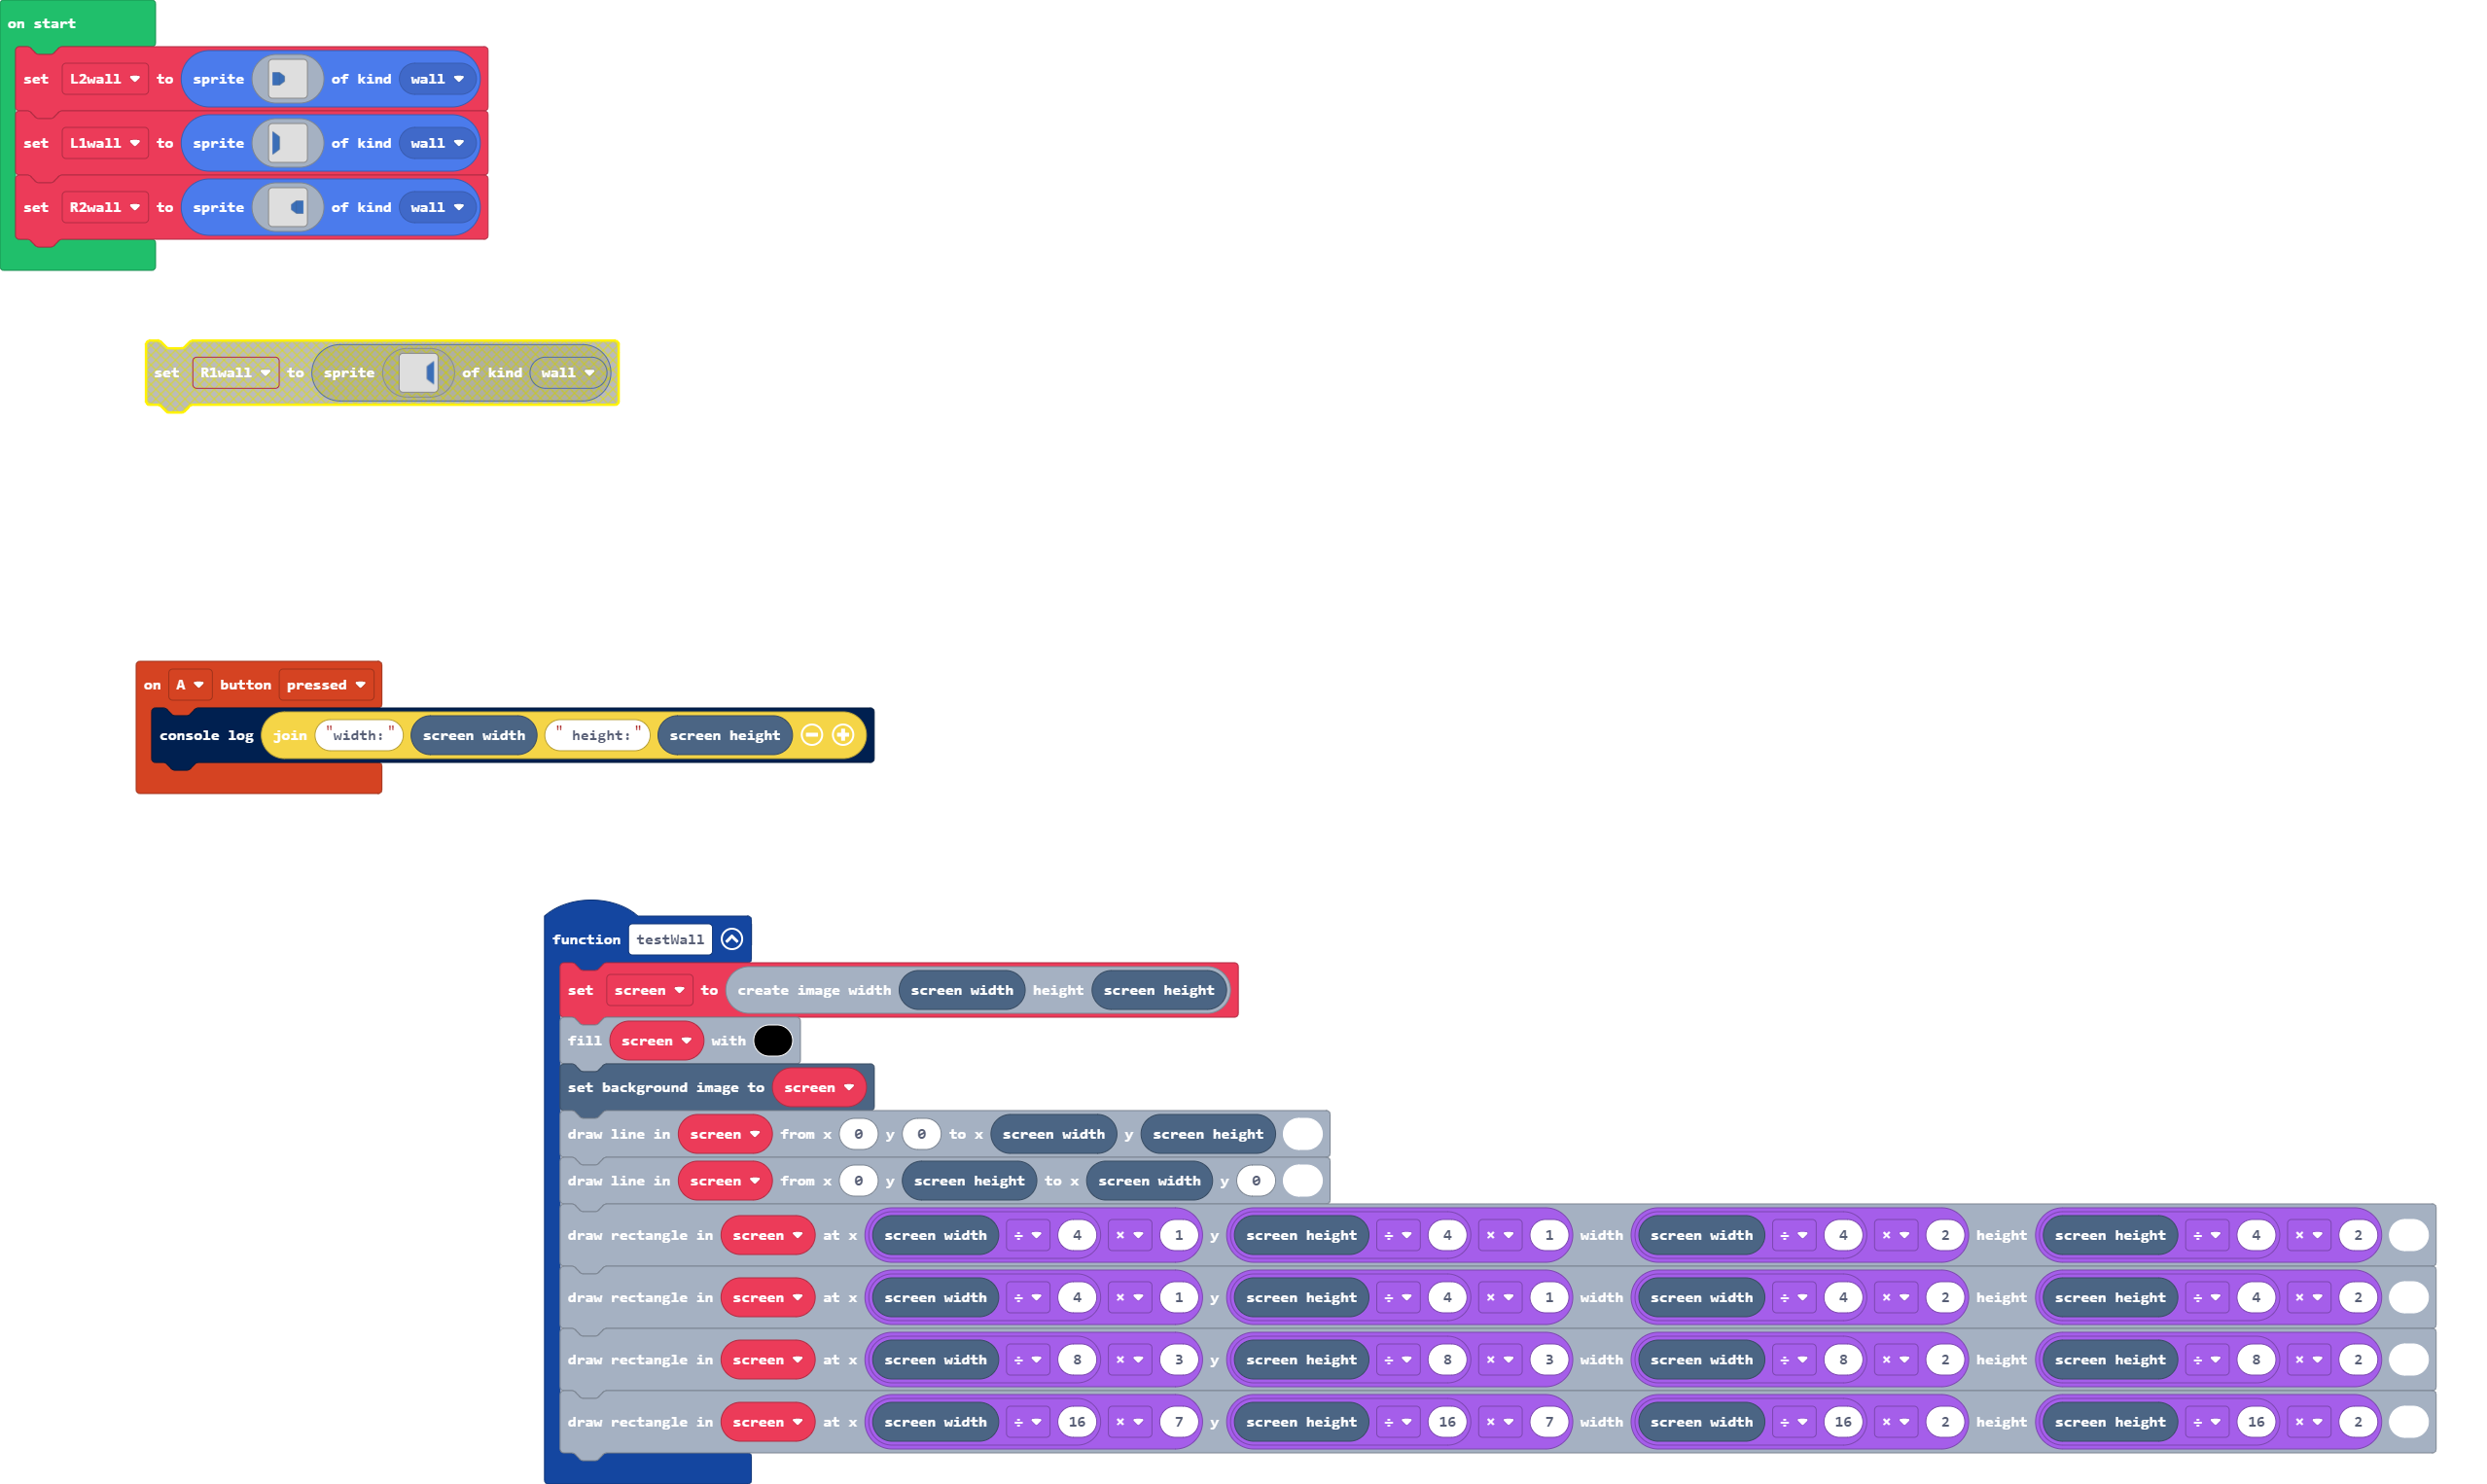 on start
set L2wall to sprite of kind wall
set L1wall to sprite of kind wall
set R2wall to sprite of kind wall
set R1wall to sprite of kind wall
on A button pressed
console log join "width:" screen width " height:" screen height
function testWall
set screen to create image width screen width height screen height
fill screen with
set background image to screen
draw line in screen from x 0 y 0 to x screen width y screen height
draw line in screen from x 0 y screen height to x screen width y 0
draw rectangle in screen at x screen width ÷ 4 × 1 y screen height ÷ 4 × 1 width screen width ÷ 4 × 2 height screen height ÷ 4 × 2
draw rectangle in screen at x screen width ÷ 4 × 1 y screen height ÷ 4 × 1 width screen width ÷ 4 × 2 height screen height ÷ 4 × 2
draw rectangle in screen at x screen width ÷ 8 × 3 y screen height ÷ 8 × 3 width screen width ÷ 8 × 2 height screen height ÷ 8 × 2
draw rectangle in screen at x screen width ÷ 16 × 7 y screen height ÷ 16 × 7 width screen width ÷ 16 × 2 height screen height ÷ 16 × 2